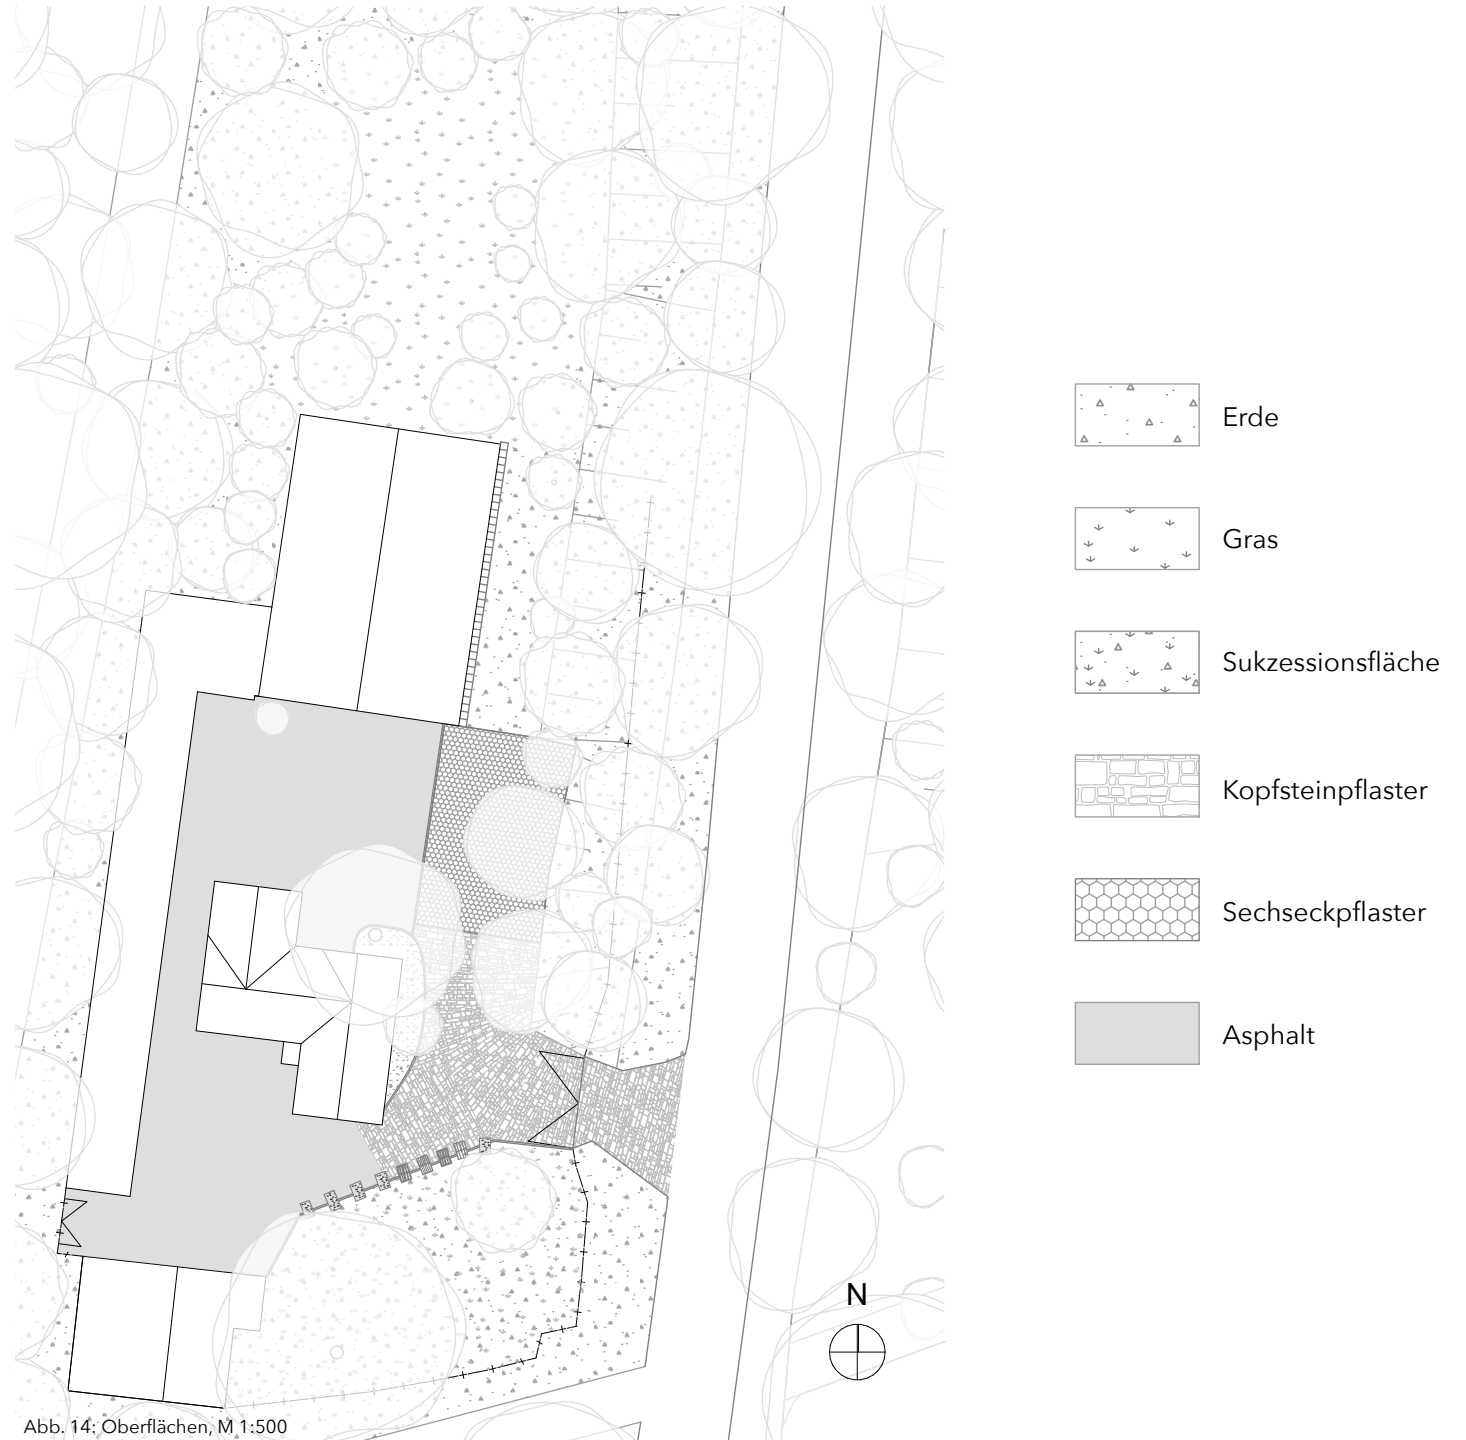 Erde
Gras
Sukzessionsfläche
Kopfsteinpflaster
Sechseckpflaster
Asphalt
N
Abb. 14: Oberflächen, M 1:500